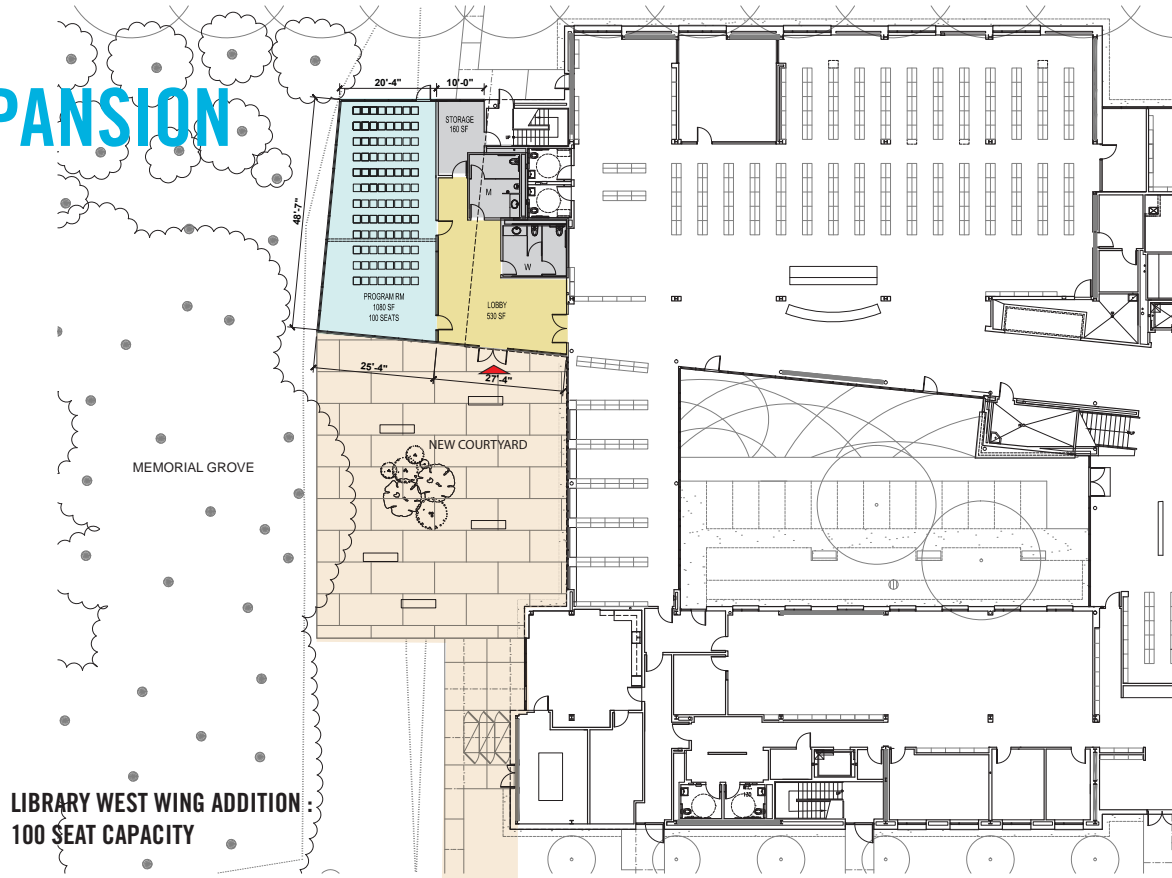 PANSION
20'-4"
10'-0"
STORAGE
160 SF
48'-7"
M
W
PROGRAM RM
1080 SF
100 SEATS
LOBBY
530 SF
25'-4"
27'-4"
NEW COURTYARD
MEMORIAL GROVE
LIBRARY WEST WING ADDITION :
100 SEAT CAPACITY